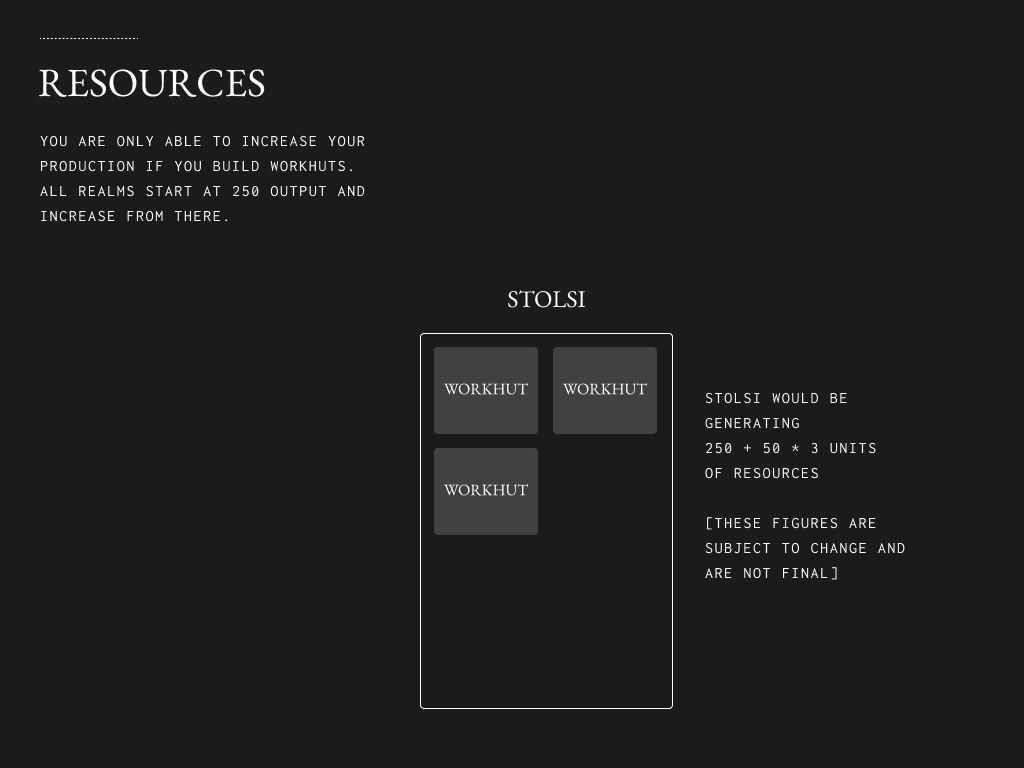 RESOURCES
YOU ARE ONLY ABLE TO INCREASE YOUR
PRODUCTION IF YOU BUILD WORKHUTS.
ALL REALMS START AT 250 OUTPUT AND
INCREASE FROM THERE.
STOLSI
WORKHUT WORKHUT
WORKHUT
STOLSI WOULD BE
GENERATING
250 + 50 * 3 UNITS
OF RESOURCES
[THESE FIGURES ARE
SUBJECT TO CHANGE AND
ARE NOT FINAL]